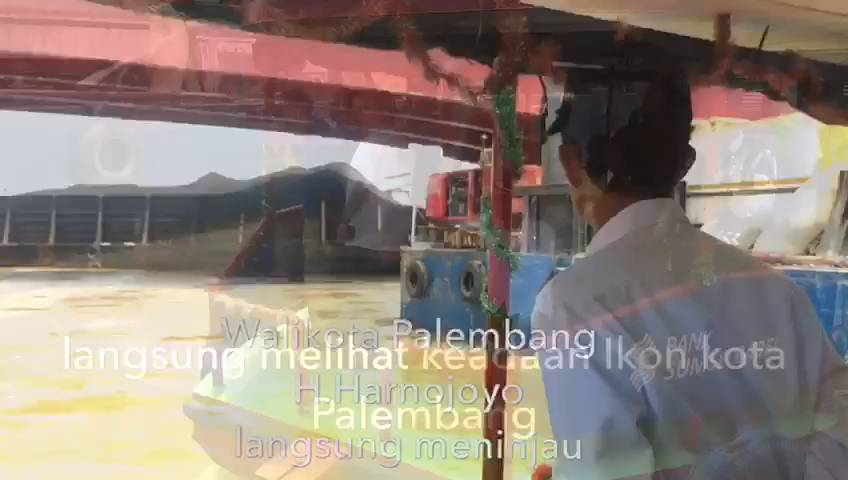 Walikota Palembang
langsung melihat keadaan Ikon kota
H.Harnojoyo
Palembang
langsung meninjau
BANK